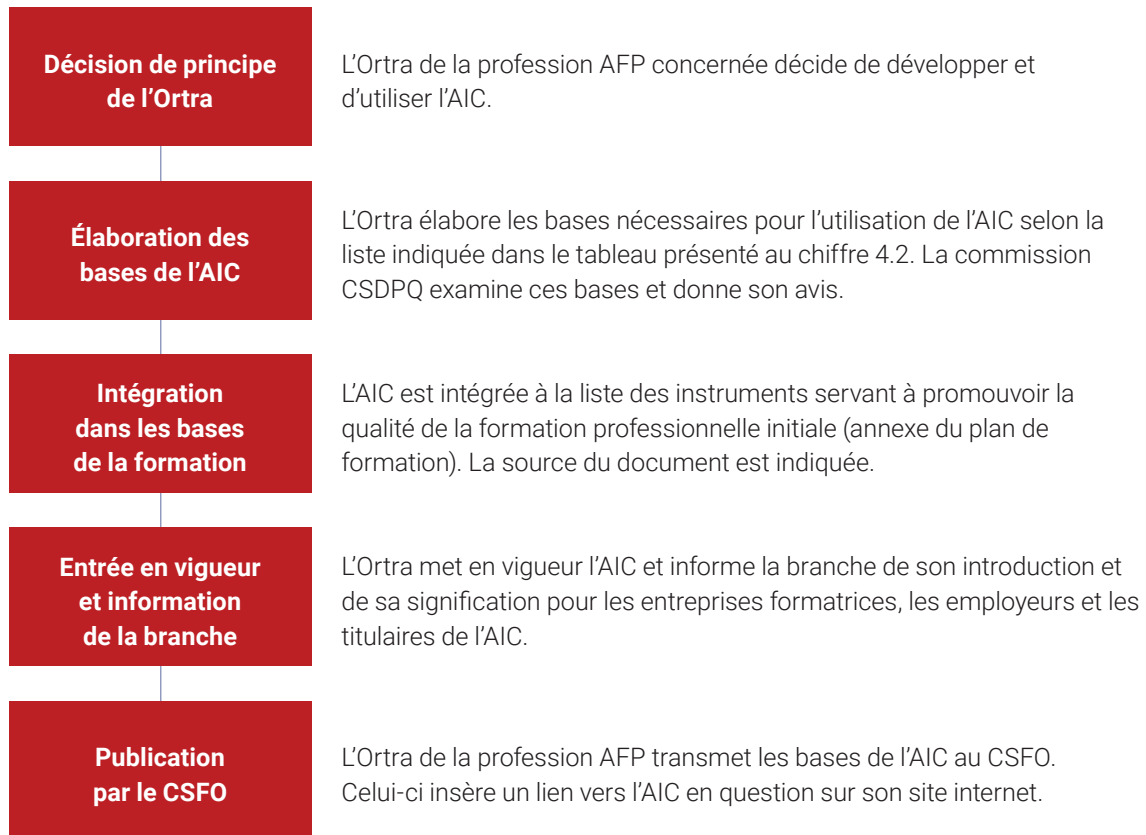 Décision de principe
de l’Ortra
L’Ortra de la profession AFP concernée décide de développer et
d’utiliser l’AIC.
Élaboration des
bases de l’AIC
L’Ortra élabore les bases nécessaires pour l’utilisation de l’AIC selon la
liste indiquée dans le tableau présenté au chiffre 4.2. La commission
CSDPQ examine ces bases et donne son avis.
Intégration
dans les bases
de la formation
L’AIC est intégrée à la liste des instruments servant à promouvoir la
qualité de la formation professionnelle initiale (annexe du plan de
formation). La source du document est indiquée.
Entrée en vigueur
et information
de la branche
L’Ortra met en vigueur l’AIC et informe la branche de son introduction et
de sa signification pour les entreprises formatrices, les employeurs et les
titulaires de l’AIC.
Publication
par le CSFO
L’Ortra de la profession AFP transmet les bases de l’AIC au CSFO.
Celui-ci insère un lien vers l’AIC en question sur son site internet.